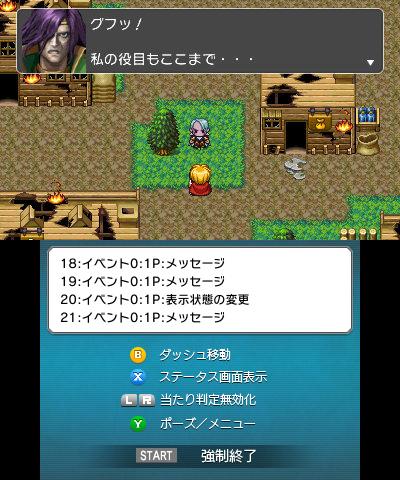 グフッ！
私の役目もここまで・・・
18:イベント0:1P:メッセージ
19:イベント0:1P:メッセージ
20:イベント0:1P:表示状態の変更
21:イベント0:1P:メッセージ
B ダッシュ移動
X ステータス画面表示
L R 当たり判定無効化
Y ポーズ／メニュー
START 強制終了